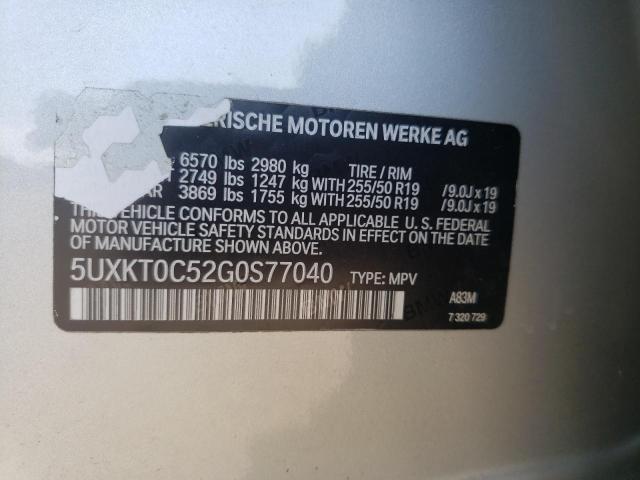 ERISCHE MOTOREN WERKE AG
6570 lbs 2980 kg TIRE / RIM
2749 lbs 1247 kg WITH 255/50 R19 /9.0J x 19
AR 3869 lbs 1755 kg WITH 255/50 R19 /9.0J x 19
THIS VEHICLE CONFORMS TO ALL APPLICABLE U. S. FEDERAL
MOTOR VEHICLE SAFETY STANDARDS IN EFFECT ON THE DATE
OF MANUFACTURE SHOWN ABOVE.
5UXKT0C52G0S77040 TYPE: MPV
A83M
7 320 729